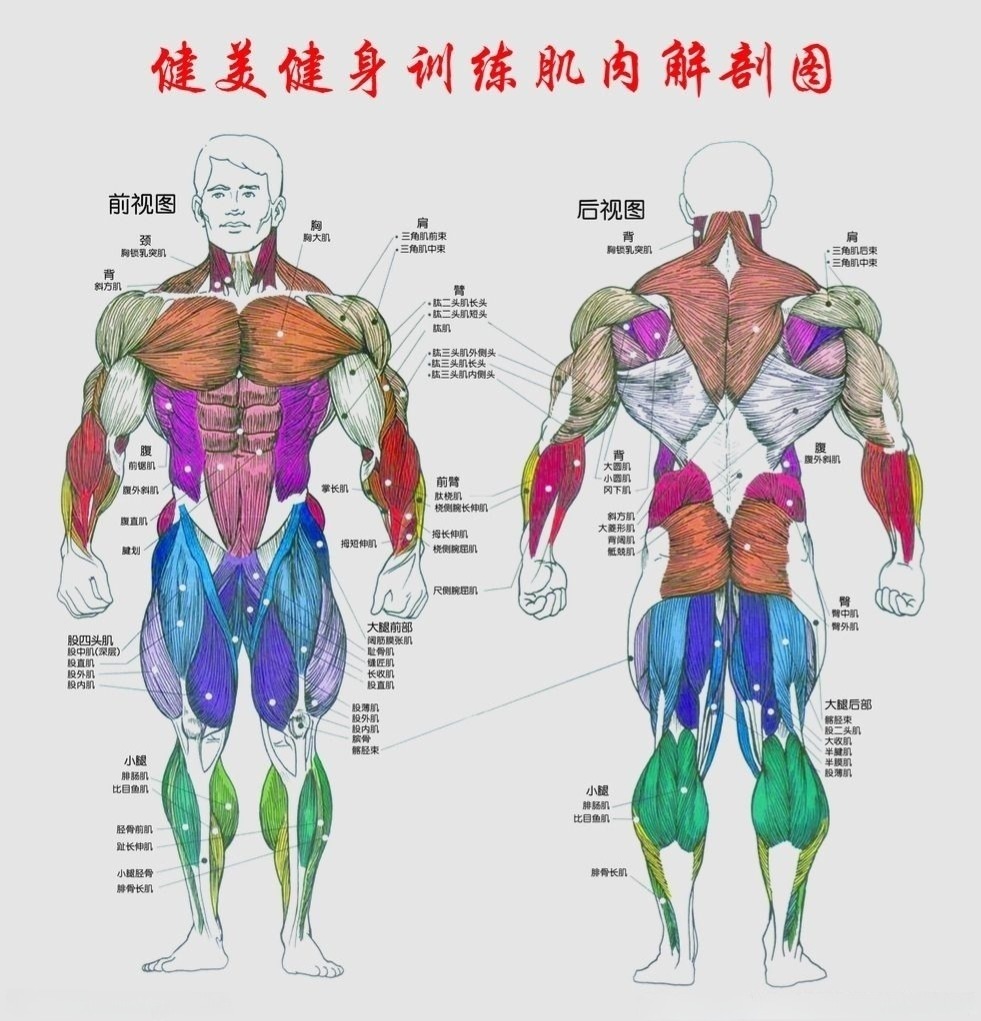 健美健身训练肌肉解剖图
前视图
颈
胸锁乳突肌
背
斜方肌
胸
胸大肌
肩
三角肌前束
三角肌中束
臂
肱二头肌长头
肱二头肌短头
肱肌
肱三头肌外侧头
肱三头肌长头
肱三头肌内侧头
腹
前锯肌
腹外斜肌
腹直肌
腱划
掌长肌
前臂
肱桡肌
桡侧腕长伸肌
拇长伸肌
拇短伸肌
桡侧腕屈肌
尺侧腕屈肌
股四头肌
股中肌(深层)
股直肌
股外肌
股内肌
大腿前部
阔筋膜张肌
耻骨肌
缝匠肌
长收肌
股直肌
股薄肌
股外肌
股内肌
膑骨
髂胫束
小腿
腓肠肌
比目鱼肌
胫骨前肌
趾长伸肌
小腿胫骨
腓骨长肌
后视图
背
胸锁乳突肌
肩
三角肌后束
三角肌中束
背
大圆肌
小圆肌
冈下肌
斜方肌
大菱形肌
背阔肌
骶棘肌
腹
腹外斜肌
臀
臀中肌
臀外肌
大腿后部
髂胫束
股二头肌
大收肌
半腱肌
半膜肌
股薄肌
小腿
腓肠肌
比目鱼肌
腓骨长肌